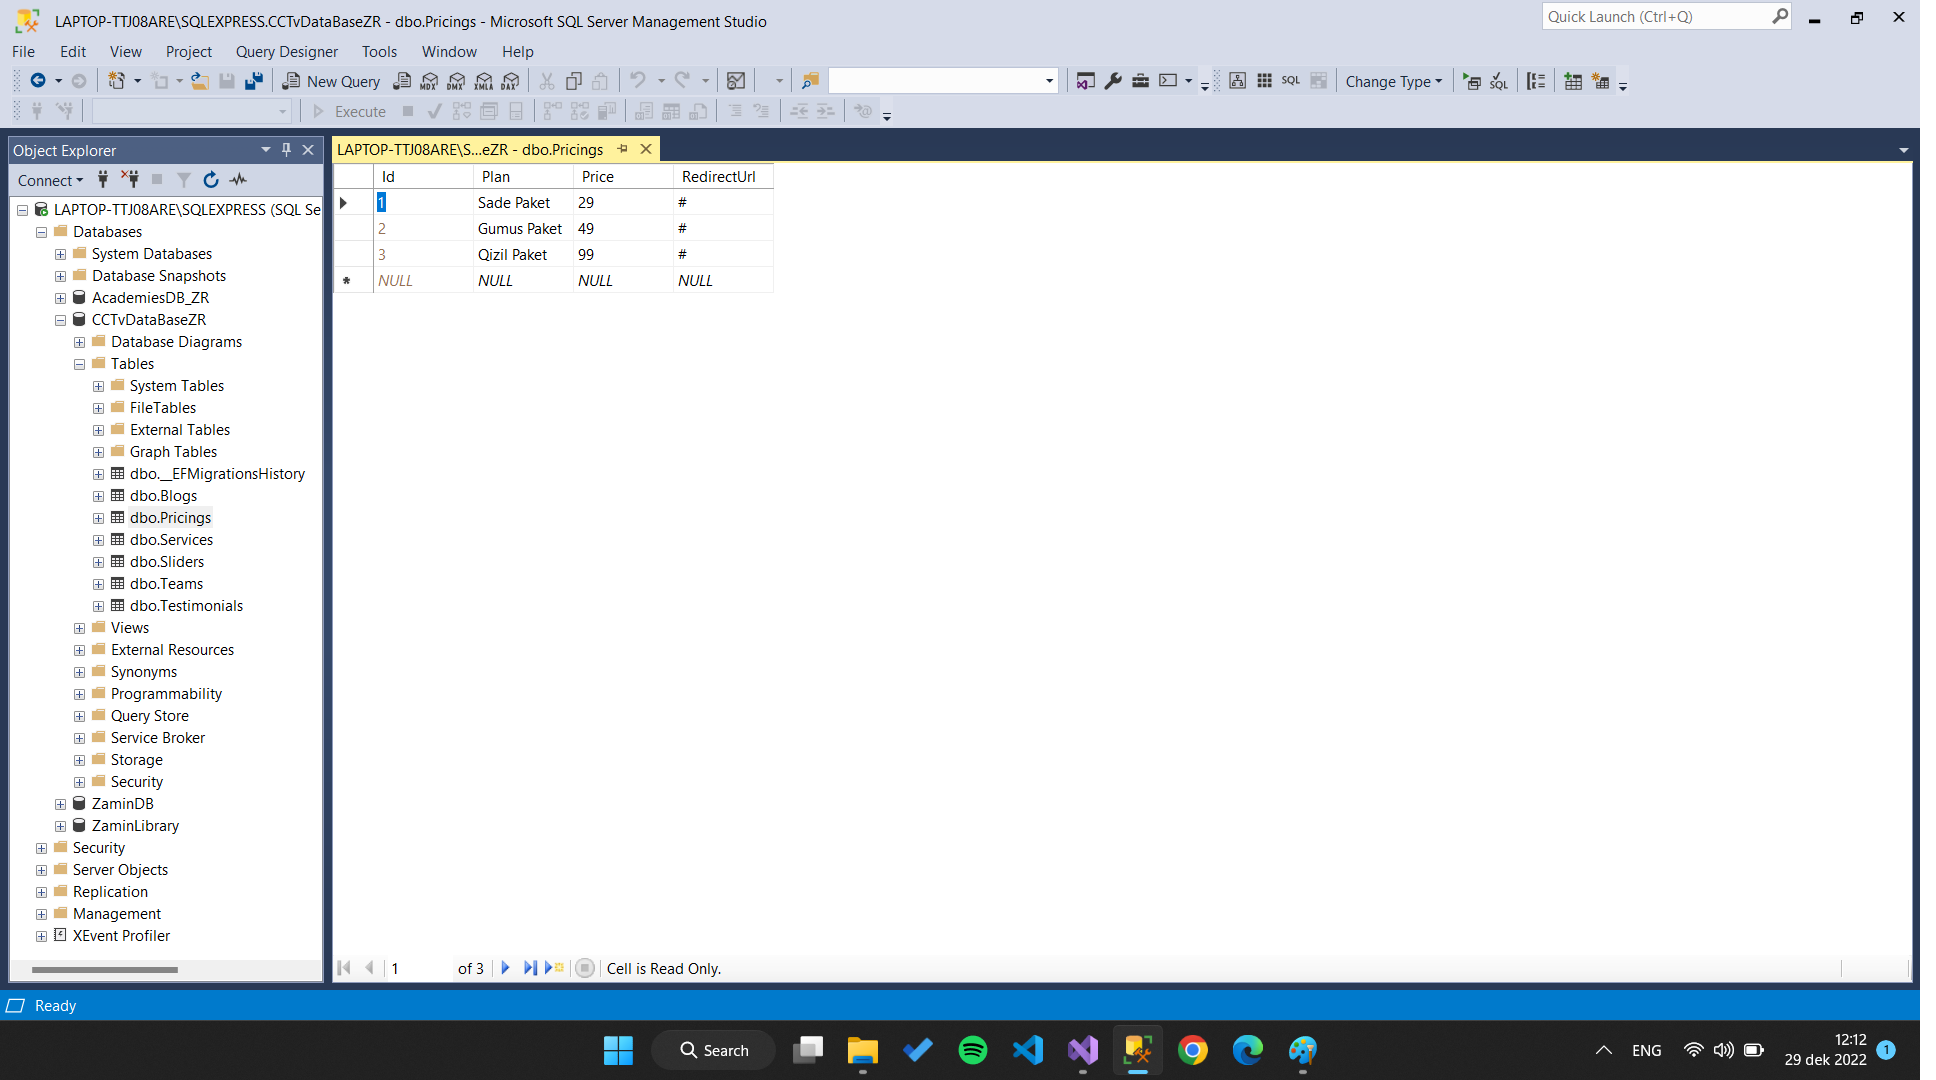 LAPTOP-TTJ08ARE\SQLEXPRESS.CCTvDataBaseZR - dbo.Pricings - Microsoft SQL Server Management Studio
Quick Launch (Ctrl+Q)
File Edit View Project Query Designer Tools Window Help
New Query MDX DMX XMLA DAX SQL Change Type SQL
Execute
Object Explorer
LAPTOP-TTJ08ARE\S...eZR - dbo.Pricings
Connect
Id Plan Price RedirectUrl
1 Sade Paket 29 #
2 Gumus Paket 49 #
3 Qizil Paket 99 #
* NULL NULL NULL NULL
LAPTOP-TTJ08ARE\SQLEXPRESS (SQL Se
Databases
System Databases
Database Snapshots
AcademiesDB_ZR
CCTvDataBaseZR
Database Diagrams
Tables
System Tables
FileTables
External Tables
Graph Tables
dbo.__EFMigrationsHistory
dbo.Blogs
dbo.Pricings
dbo.Services
dbo.Sliders
dbo.Teams
dbo.Testimonials
Views
External Resources
Synonyms
Programmability
Query Store
Service Broker
Storage
Security
ZaminDB
ZaminLibrary
Security
Server Objects
Replication
Management
XEvent Profiler
1 of 3 Cell is Read Only.
Ready
Search
ENG
12:12
29 dek 2022
1